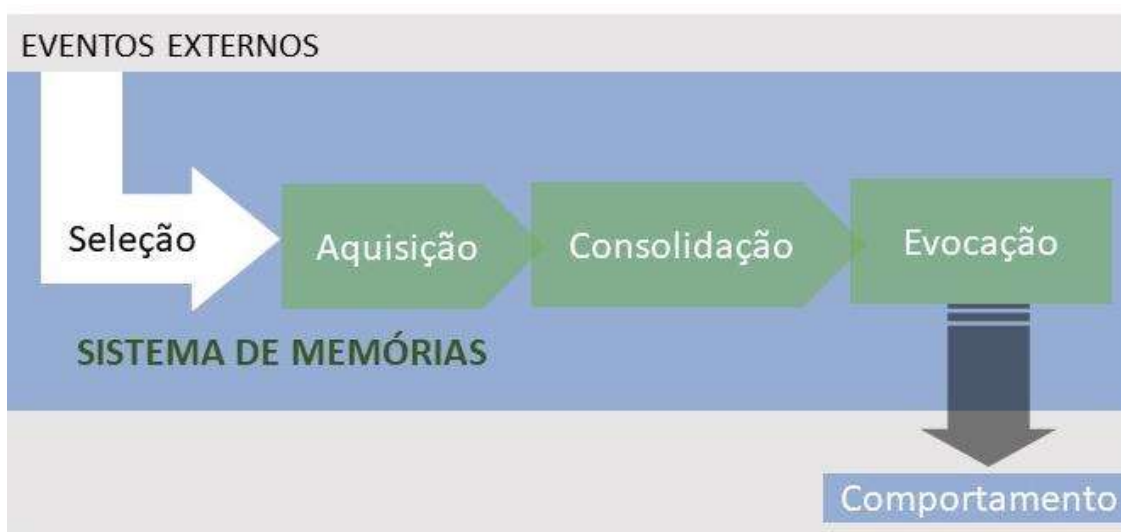 EVENTOS EXTERNOS
Seleção
Aquisição
Consolidação
Evocação
SISTEMA DE MEMÓRIAS
Comportamento